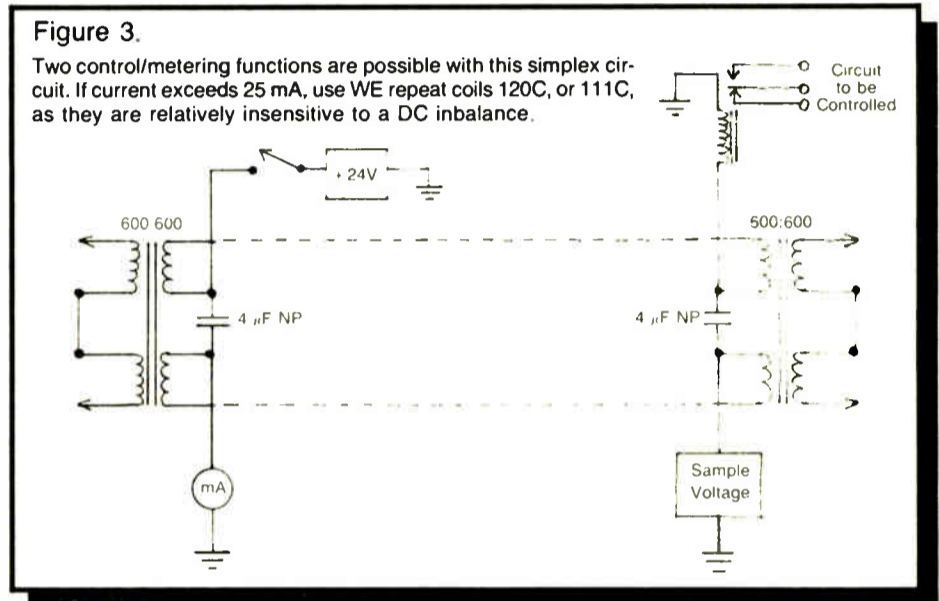 Figure 3.
Two control/metering functions are possible with this simplex cir-
cuit. If current exceeds 25 mA, use WE repeat coils 120C, or 111C,
as they are relatively insensitive to a DC inbalance.
Circuit
to be
Controlled
+ 24V
600 600
500:600
4 µF NP
4 µF NP
mA
Sample
Voltage